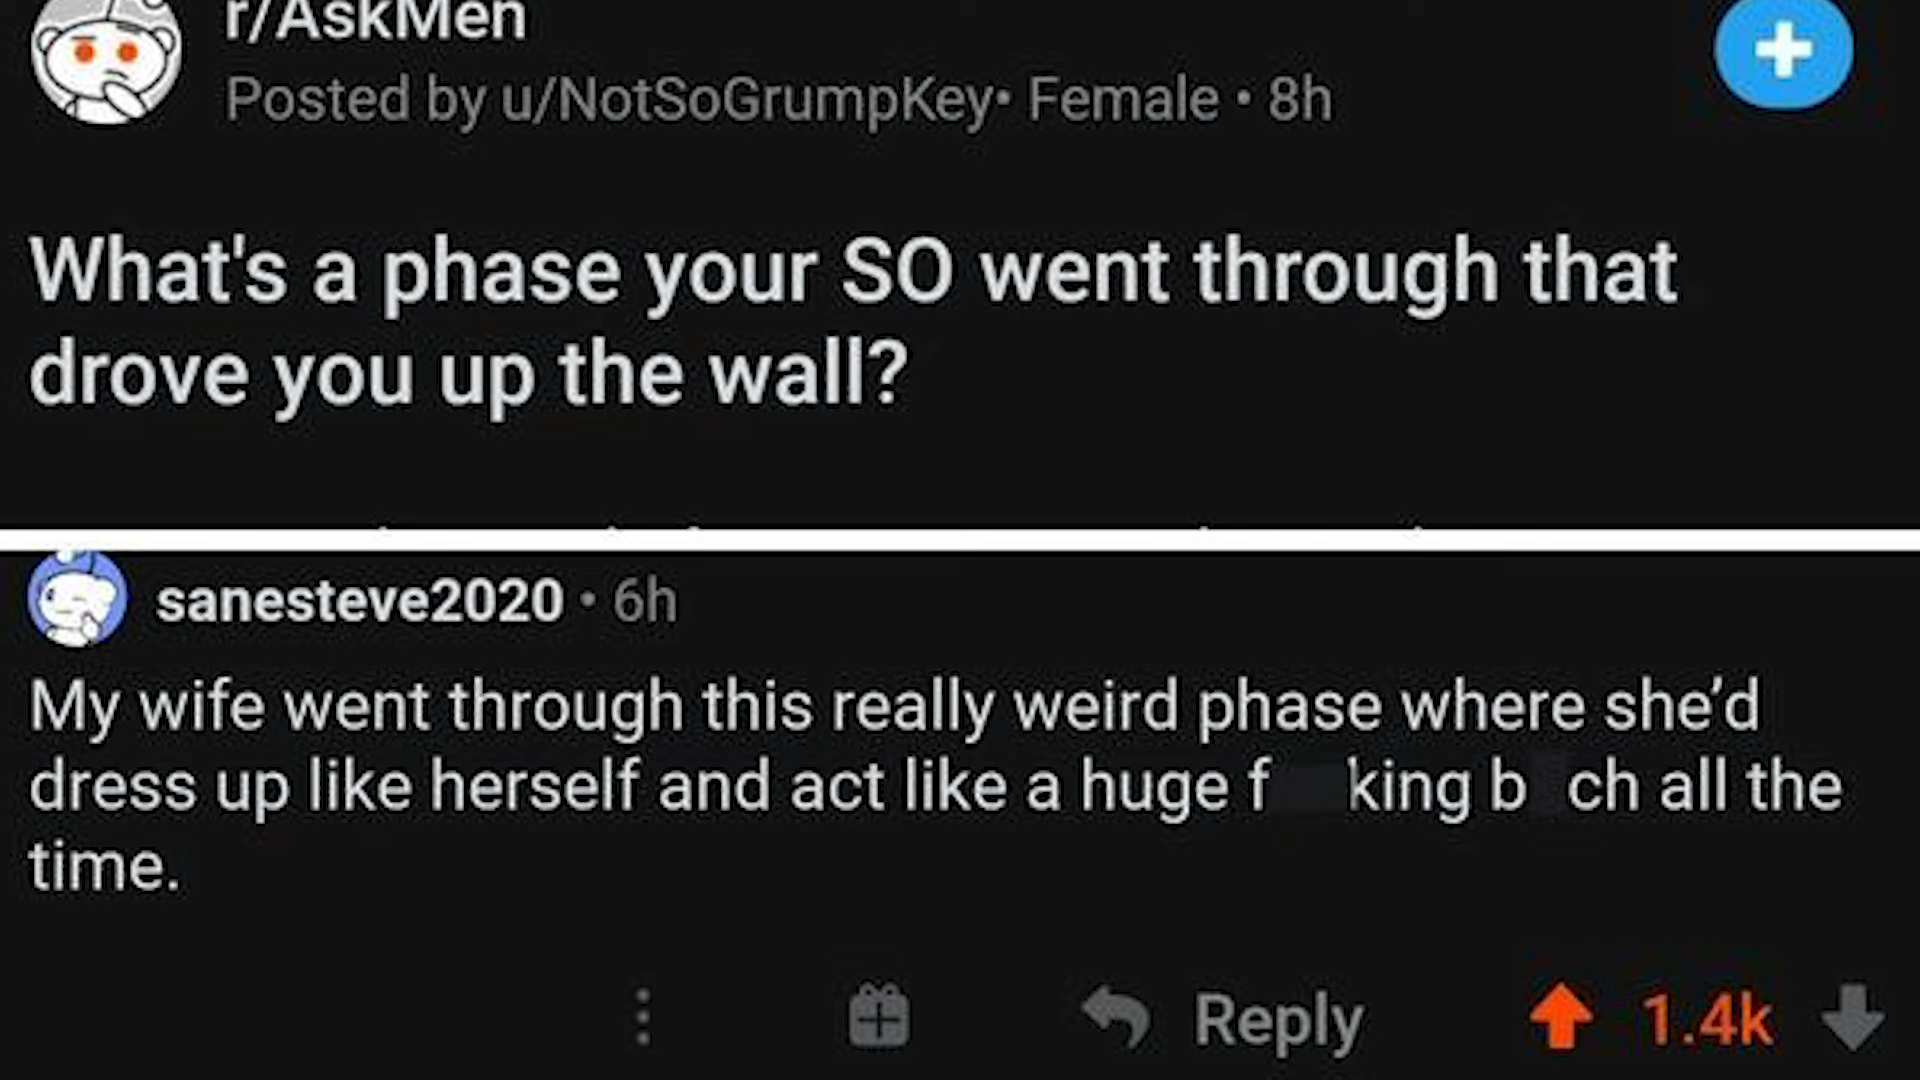 r/AskMen
Posted by u/NotSoGrumpKey• Female • 8h
What's a phase your SO went through that
drove you up the wall?
sanesteve2020 • 6h
My wife went through this really weird phase where she’d
dress up like herself and act like a huge f king b ch all the
time.
Reply 1.4k